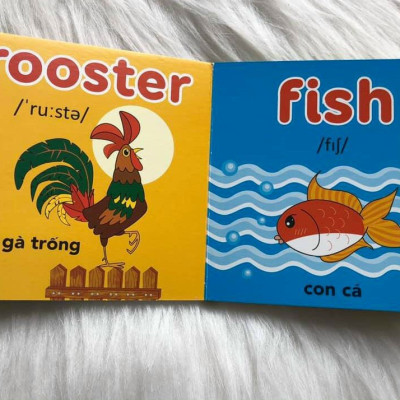 rooster
/ˈruːstə/
gà trống
fish
/fɪʃ/
con cá